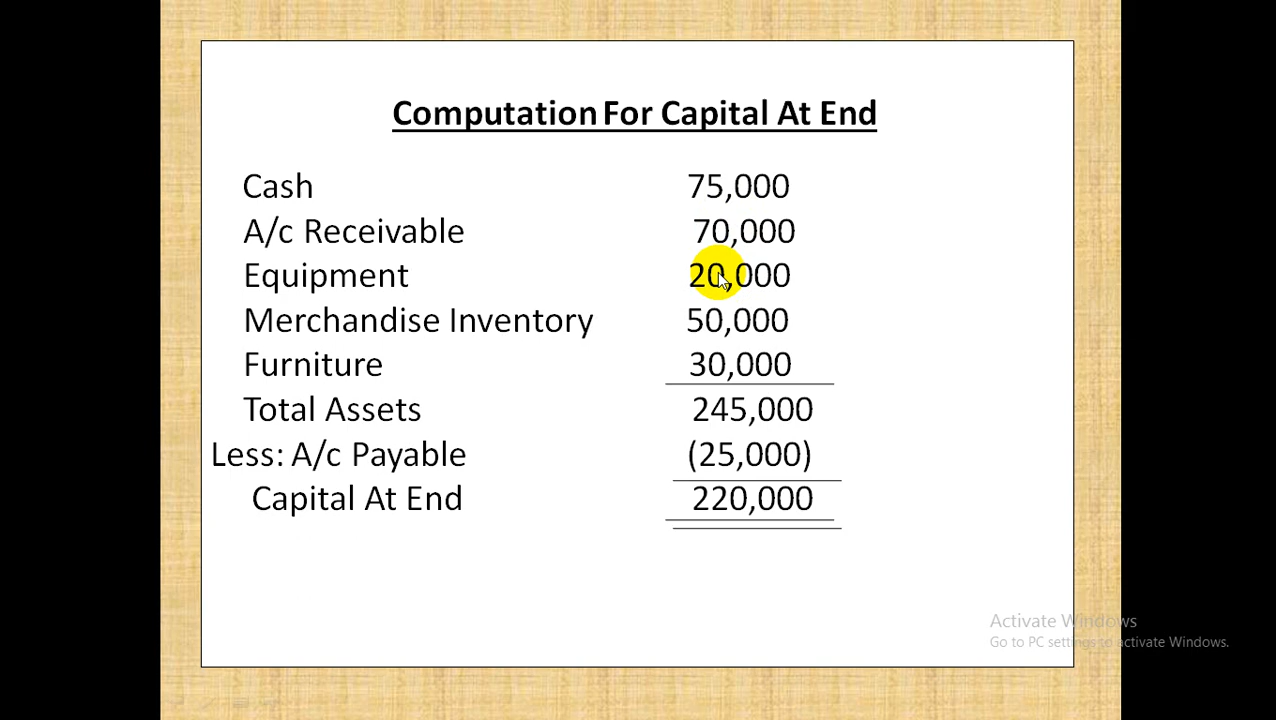 Computation For Capital At End
Cash 75,000
A/c Receivable 70,000
Equipment 20,000
Merchandise Inventory 50,000
Furniture 30,000
Total Assets 245,000
Less: A/c Payable (25,000)
Capital At End 220,000
Activate Windows
Go to PC settings to activate Windows.